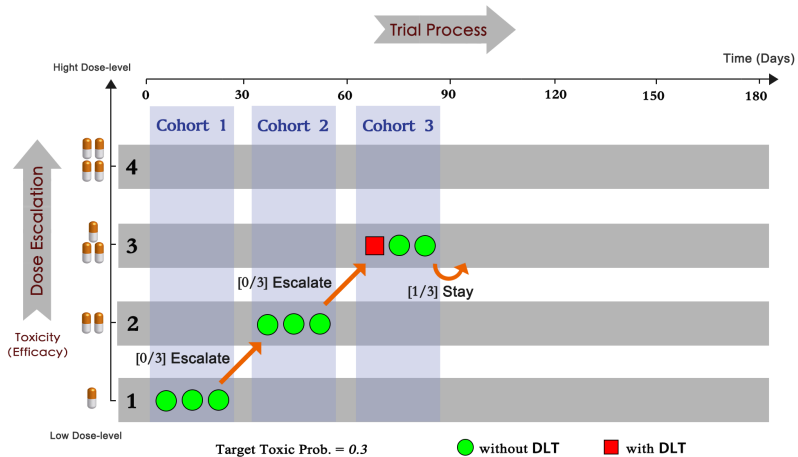 Trial Process
Hight Dose-level
Time (Days)
0 30 60 90 120 150 180
Cohort 1 Cohort 2 Cohort 3
4
Dose Escalation
3
[0/3] Escalate
[1/3] Stay
2
Toxicity
(Efficacy)
[0/3] Escalate
1
Low Dose-level
Target Toxic Prob. = 0.3
without DLT
with DLT